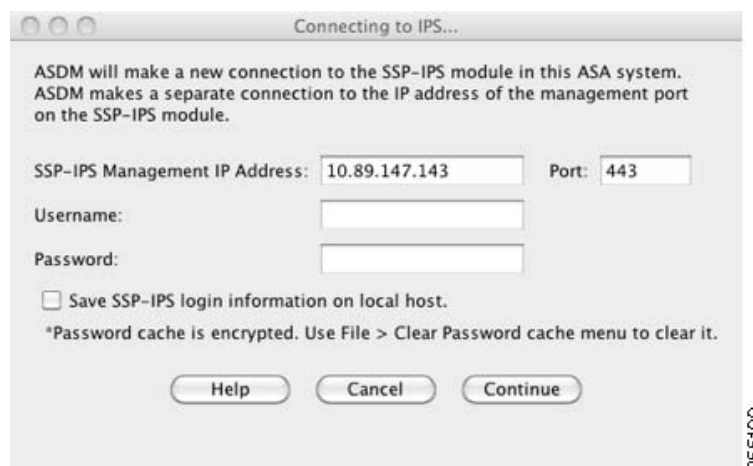 Connecting to IPS...
ASDM will make a new connection to the SSP-IPS module in this ASA system.
ASDM makes a separate connection to the IP address of the management port
on the SSP-IPS module.
SSP-IPS Management IP Address: 10.89.147.143 Port: 443
Username:
Password:
Save SSP-IPS login information on local host.
*Password cache is encrypted. Use File > Clear Password cache menu to clear it.
Help Cancel Continue